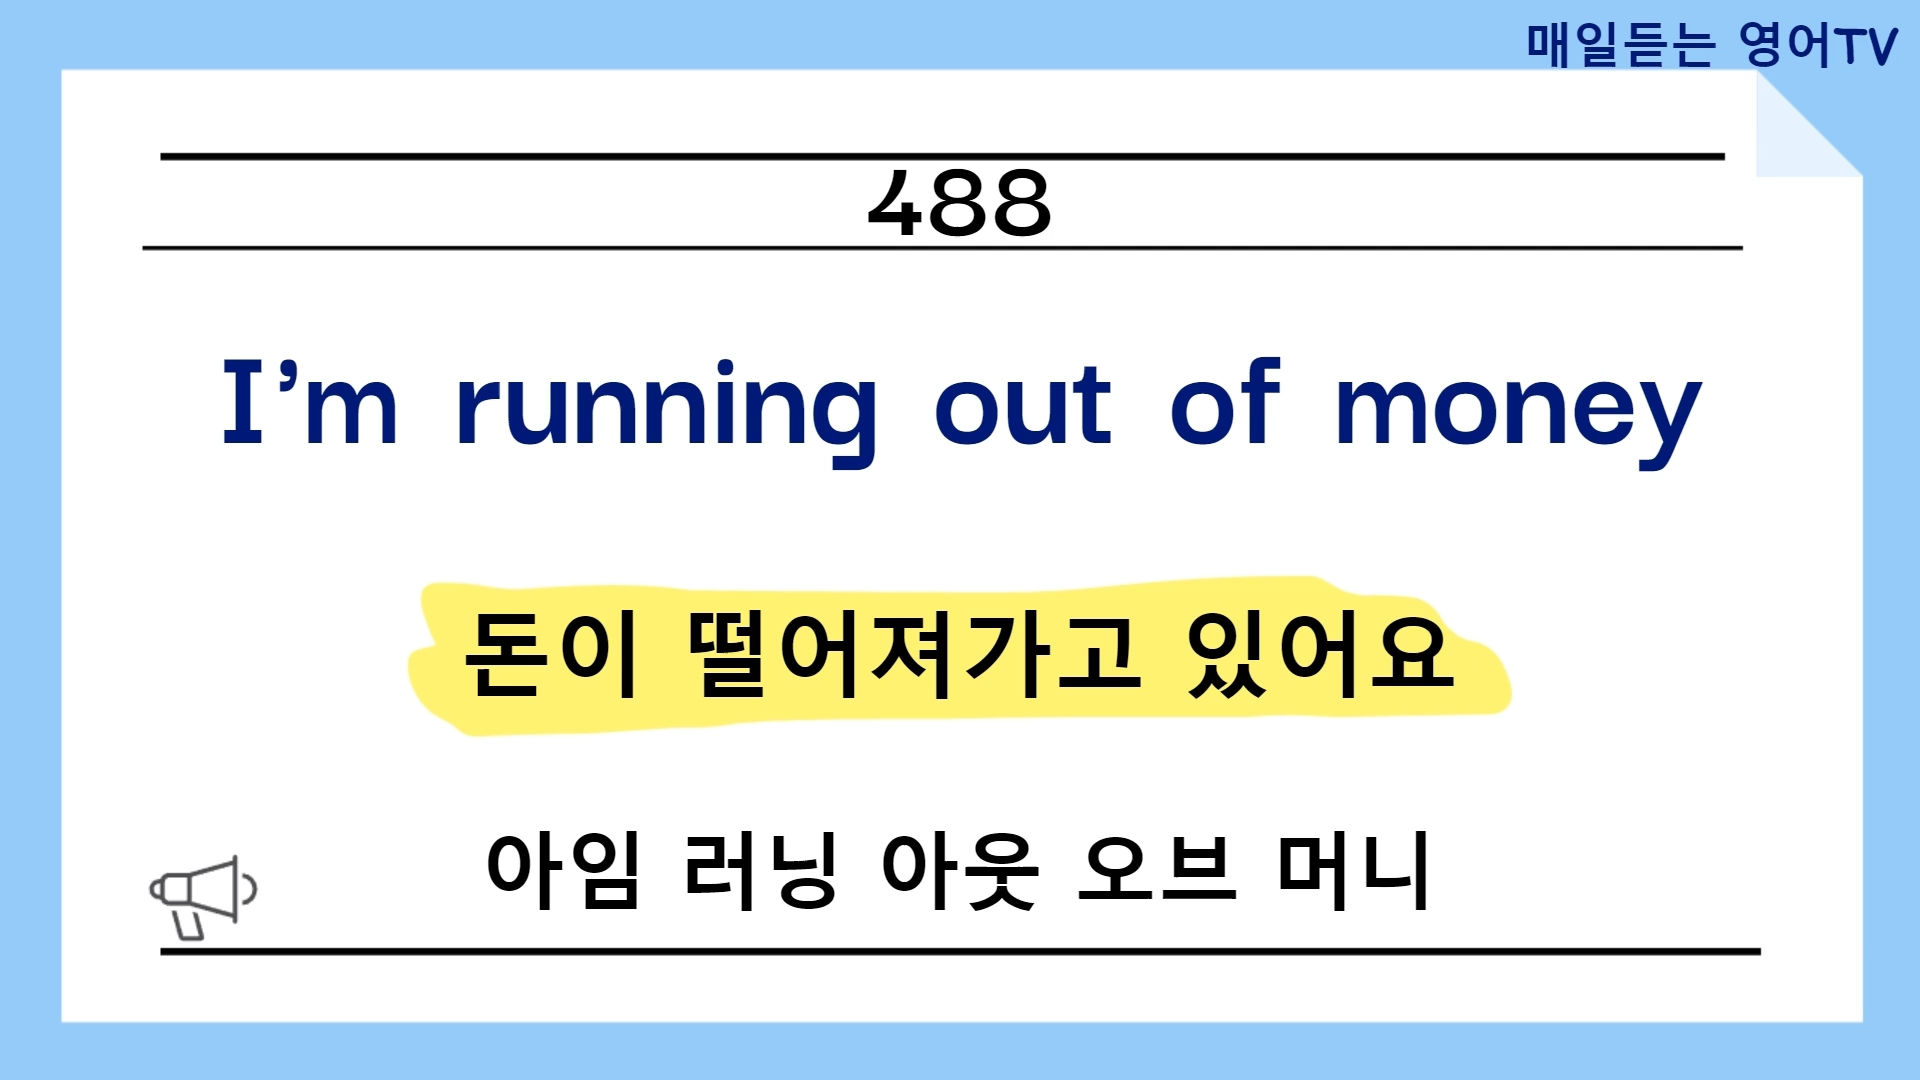 매일듣는 영어TV
488
I’m running out of money
돈이 떨어져가고 있어요
아임 러닝 아웃 오브 머니